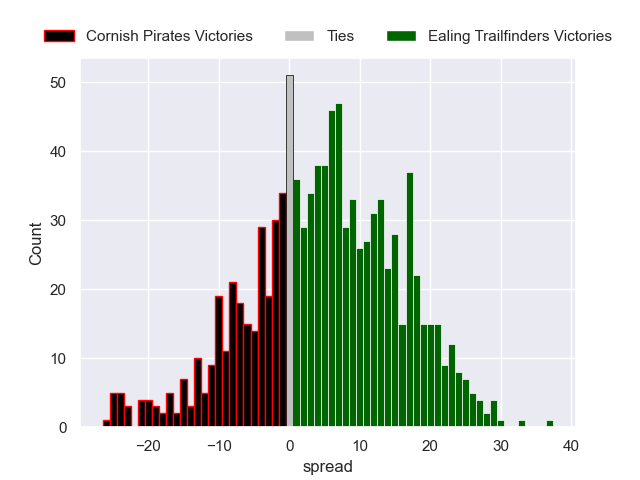 Cornish Pirates Victories Ties Ealing Trailfinders Victories
50
40
30
20
10
0
Count
−20 −10 0 10 20 30 40
spread